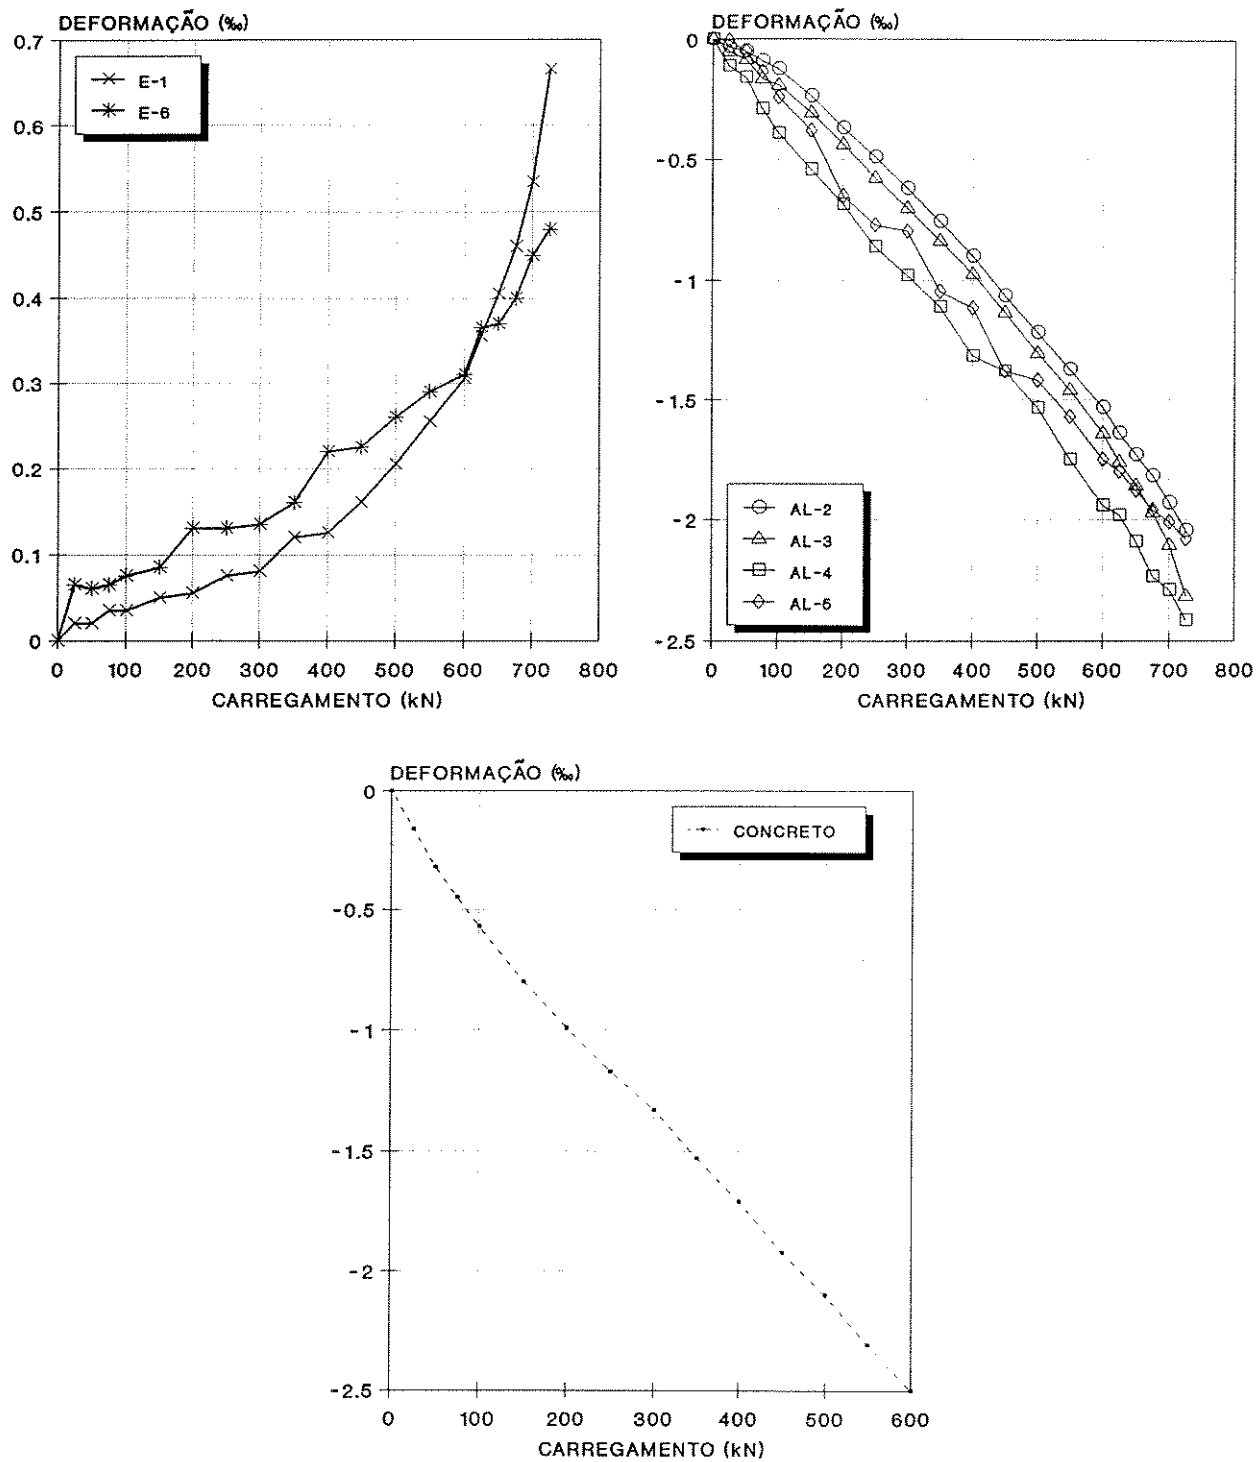 DEFORMAÇÃO (‰)
0.7
0.6
0.5
0.4
0.3
0.2
0.1
0
E-1
E-6
0 100 200 300 400 500 600 700 800
CARREGAMENTO (kN)
DEFORMAÇÃO (‰)
0
-0.5
-1
-1.5
-2
-2.5
AL-2
AL-3
AL-4
AL-5
0 100 200 300 400 500 600 700 800
CARREGAMENTO (kN)
DEFORMAÇÃO (‰)
0
-0.5
-1
-1.5
-2
-2.5
CONCRETO
0 100 200 300 400 500 600
CARREGAMENTO (kN)